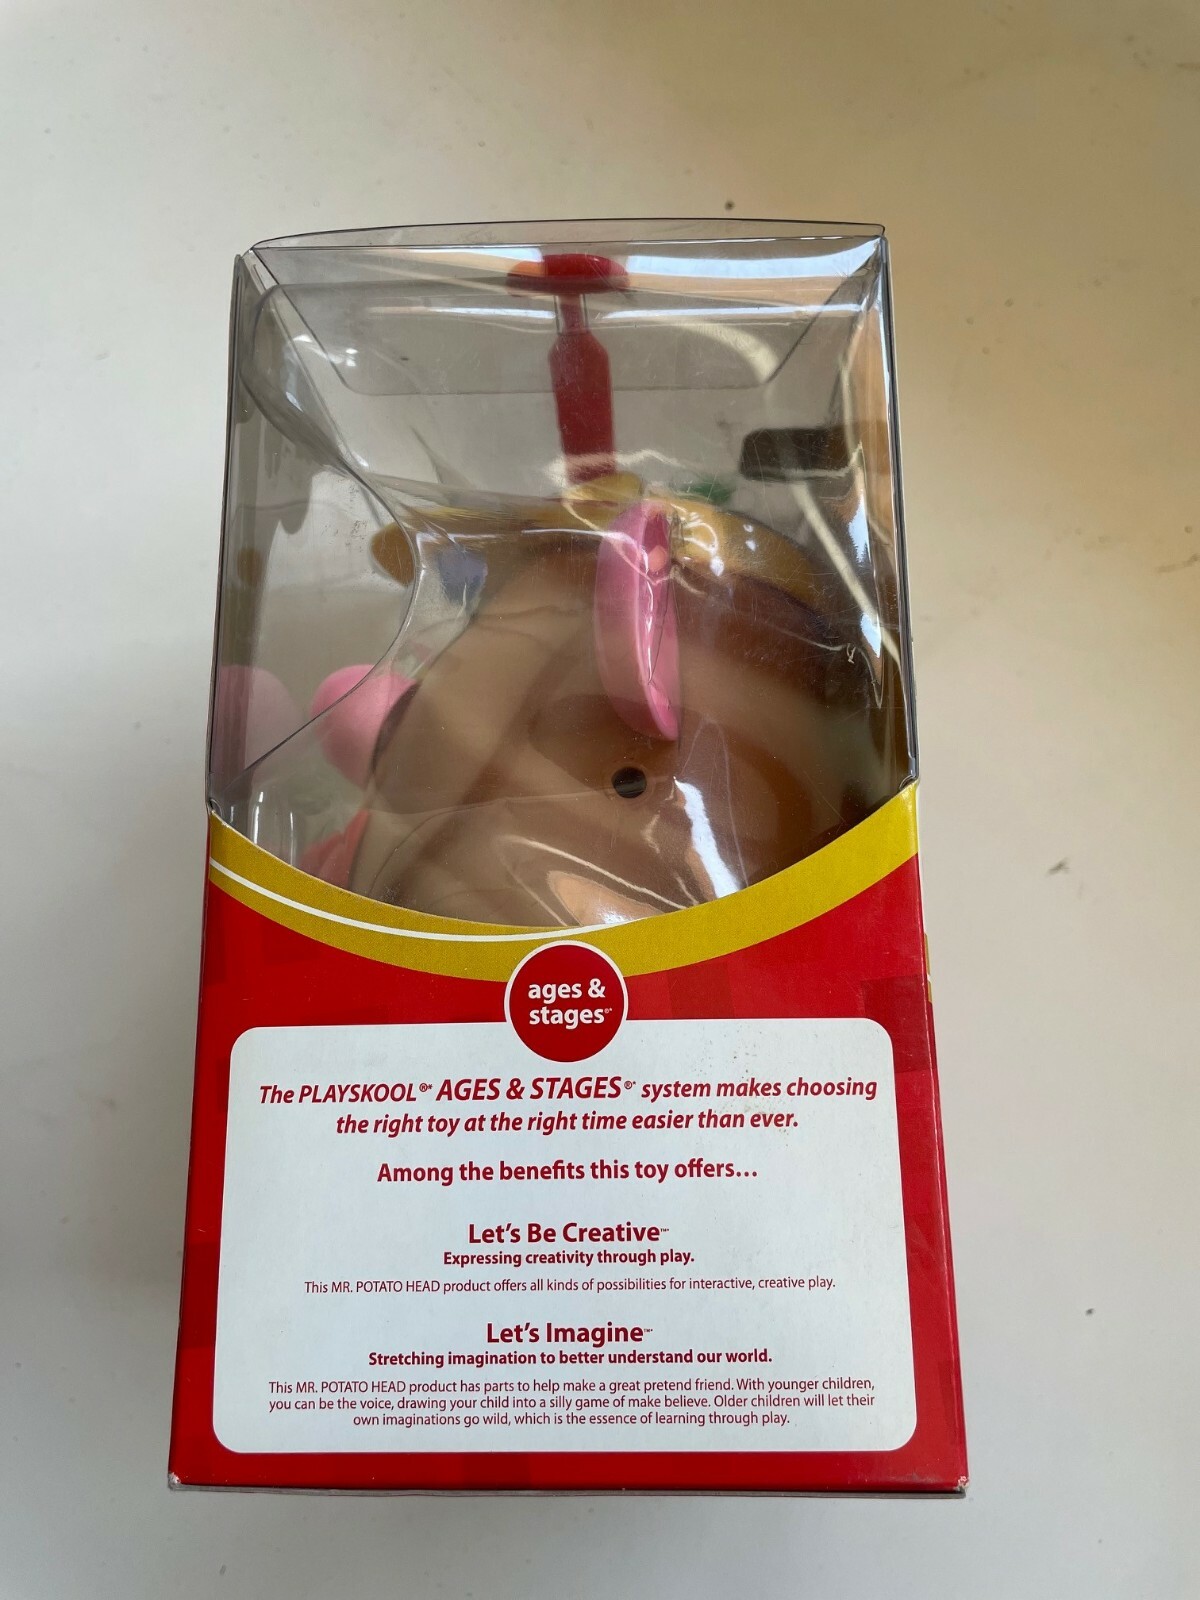 ages &
stages®*
The PLAYSKOOL®* AGES & STAGES®* system makes choosing
the right toy at the right time easier than ever.
Among the benefits this toy offers...
Let's Be Creative™*
Expressing creativity through play.
This MR. POTATO HEAD product offers all kinds of possibilities for interactive, creative play.
Let's Imagine™*
Stretching imagination to better understand our world.
This MR. POTATO HEAD product has parts to help make a great pretend friend. With younger children,
you can be the voice, drawing your child into a silly game of make believe. Older children will let their
own imaginations go wild, which is the essence of learning through play.